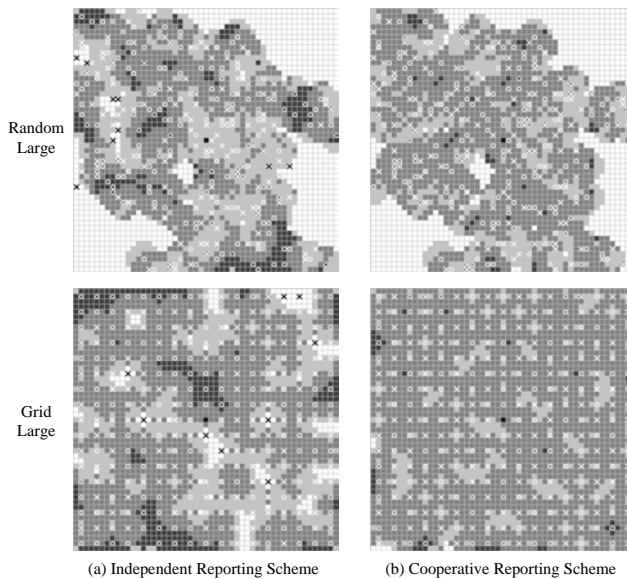 Random
Large
Grid
Large
(a) Independent Reporting Scheme
(b) Cooperative Reporting Scheme